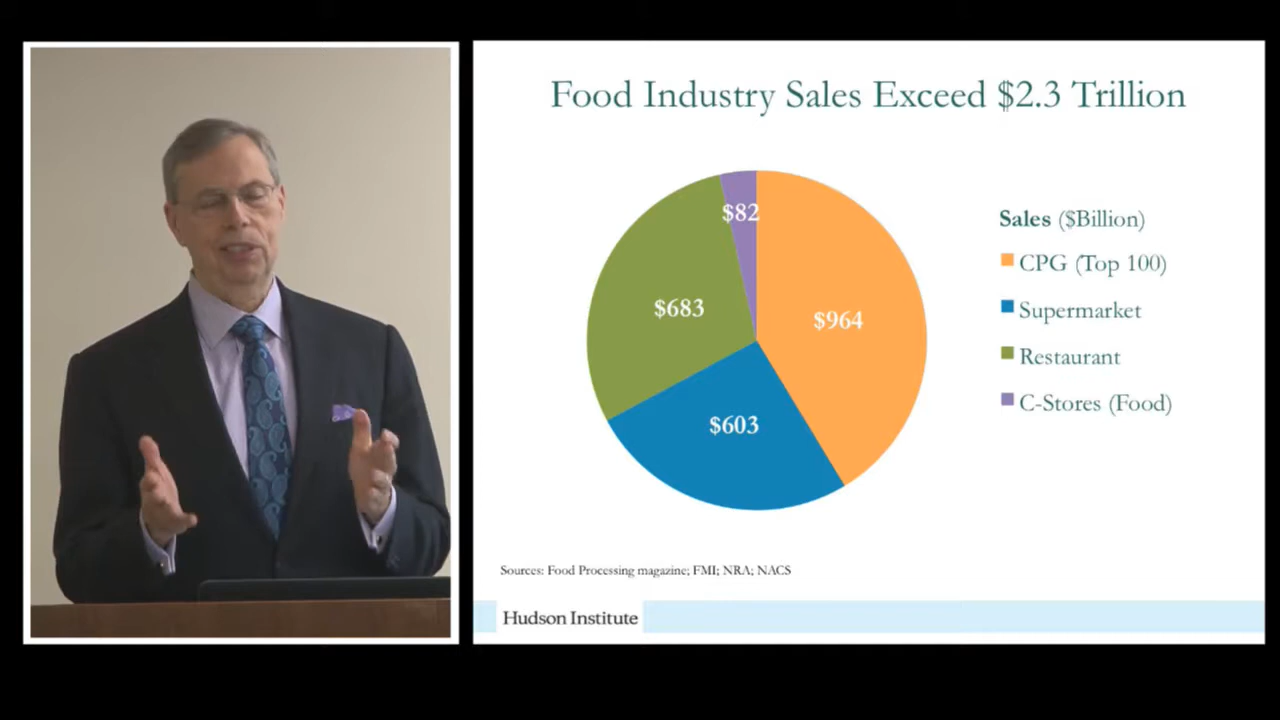 Food Industry Sales Exceed $2.3 Trillion
$82
$683
$964
$603
Sales ($Billion)
CPG (Top 100)
Supermarket
Restaurant
C-Stores (Food)
Sources: Food Processing magazine; FMI; NRA; NACS
Hudson Institute